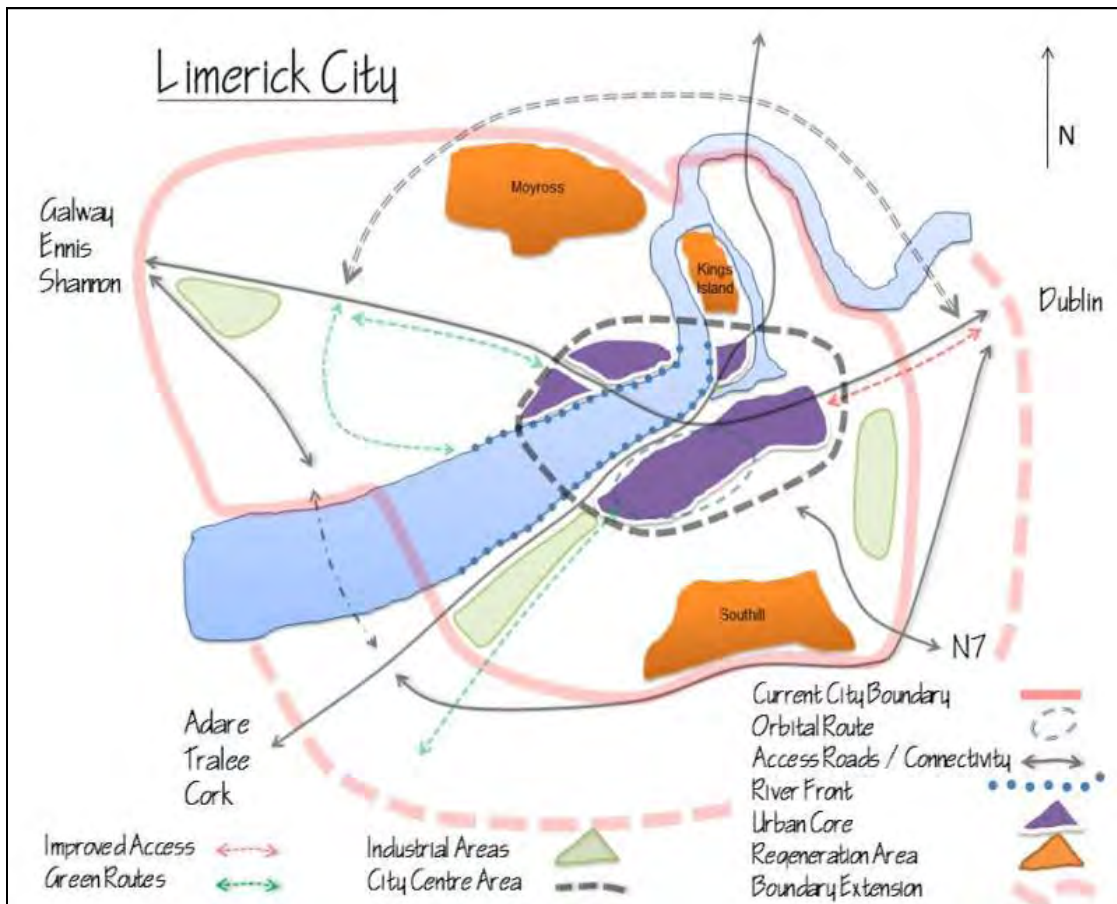 Limerick City
N
Moyross
Galway
Ennis
Shannon
Kings
Island
Dublin
Southill
N7
Adare
Tralee
Cork
Current City Boundary
Orbital Route
Access Roads / Connectivity
River Front
Urban Core
Regeneration Area
Boundary Extension
Improved Access
Green Routes
Industrial Areas
City Centre Area